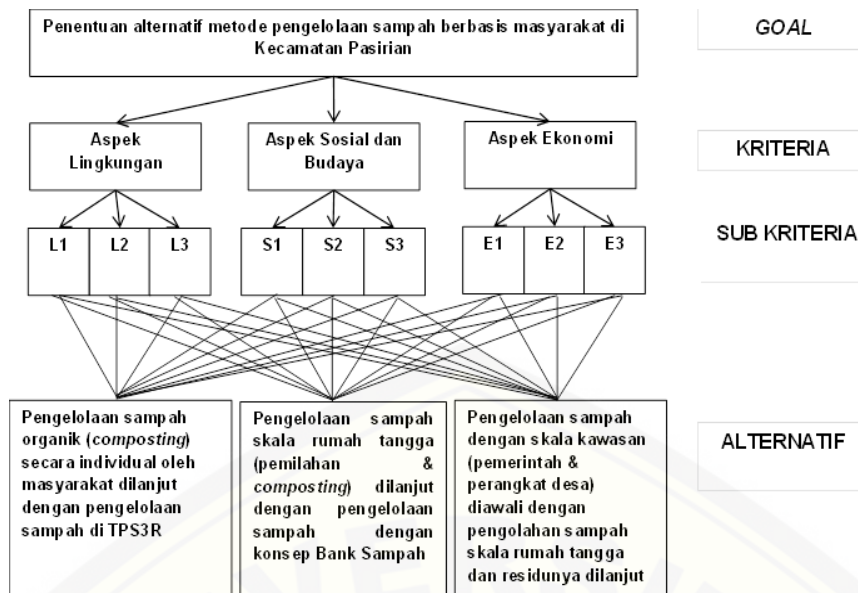 Penentuan alternatif metode pengelolaan sampah berbasis masyarakat di
Kecamatan Pasirian
GOAL
Aspek
Lingkungan
Aspek Sosial dan
Budaya
Aspek Ekonomi
KRITERIA
L1
L2
L3
S1
S2
S3
E1
E2
E3
SUB KRITERIA
Pengelolaan sampah
organik (composting)
secara individual oleh
masyarakat dilanjut
dengan pengelolaan
sampah di TPS3R
Pengelolaan sampah
skala rumah tangga
(pemilahan &
composting) dilanjut
dengan pengelolaan
sampah dengan
konsep Bank Sampah
Pengelolaan sampah
dengan skala kawasan
(pemerintah &
perangkat desa)
diawali dengan
pengolahan sampah
skala rumah tangga
dan residunya dilanjut
ALTERNATIF